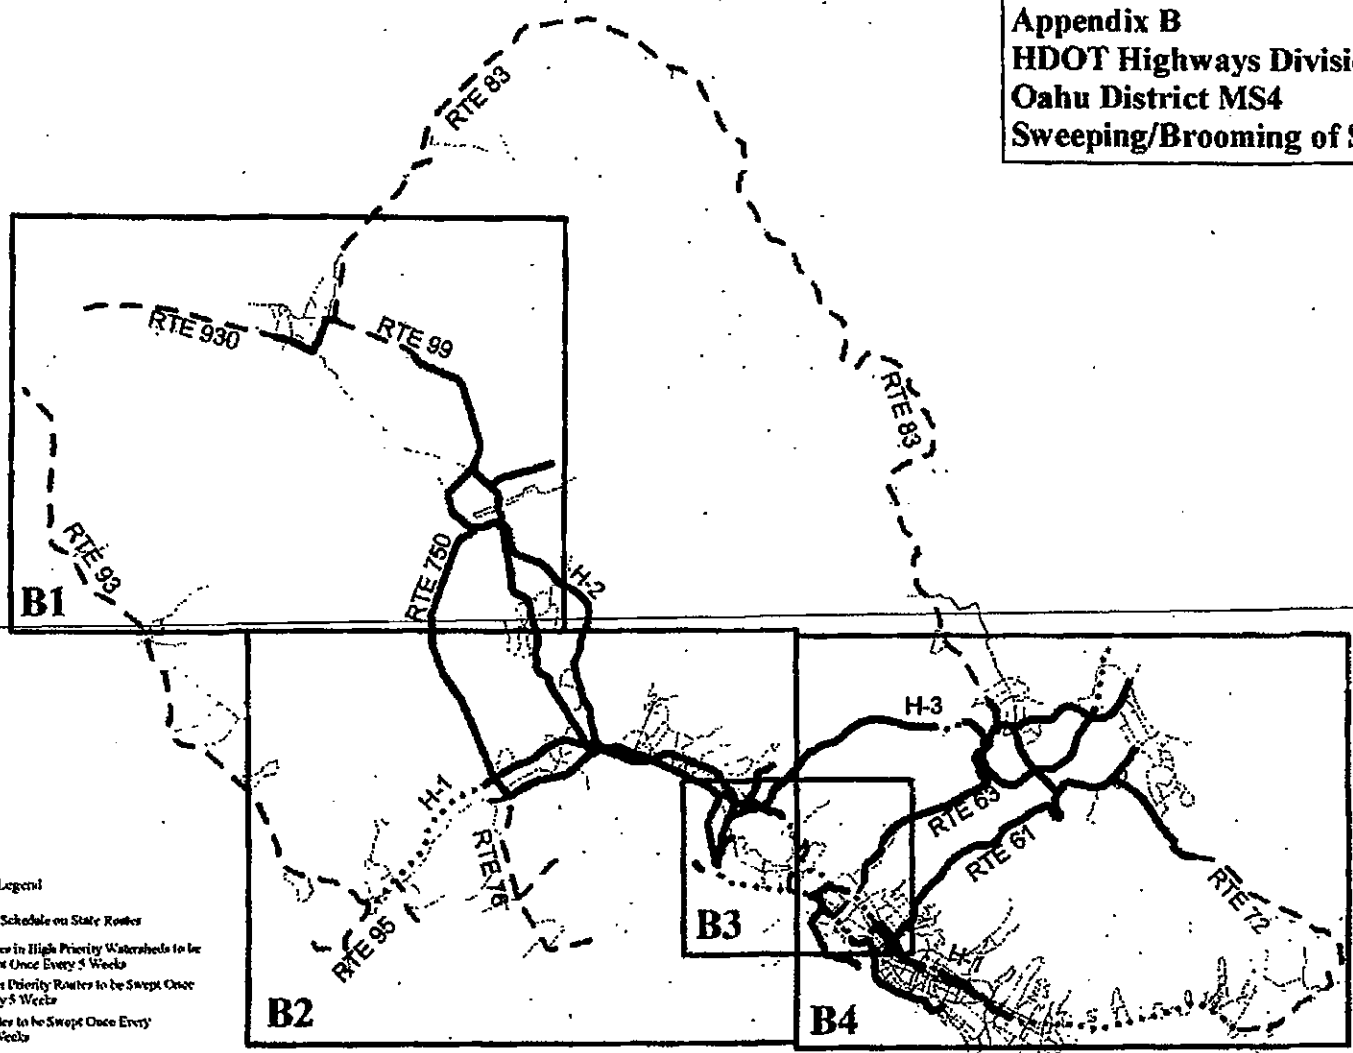 Appendix B
HDOT Highways Divisi
Oahu District MS4
Sweeping/Brooming of S
RTE 83
RTE 930
RTE 99
RTE 83
RTE 93
RTE 750
H-2
B1
H-3
H-1
RTE 63
RTE 61
RTE 76
RTE 72
RTE 95
B3
H-1
B2
B4
Legend
Schedule on State Routes
in High Priority Watersheds to be
Once Every 5 Weeks
Priority Routes to be Swept Once
5 Weeks
to be Swept Once Every
Weeks